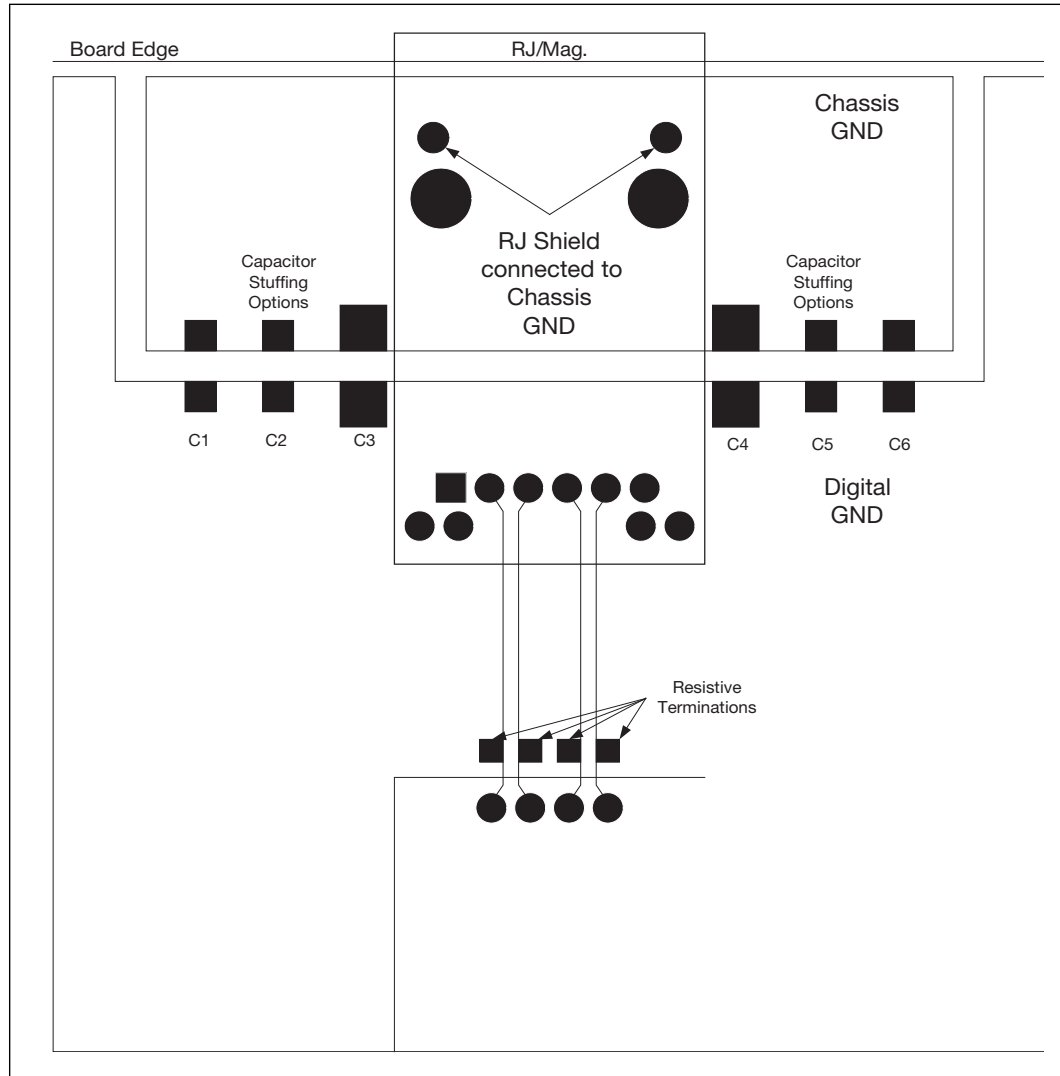 Board Edge
RJ/Mag.
Chassis
GND
RJ Shield
connected to
Chassis
GND
Capacitor
Stuffing
Options
Capacitor
Stuffing
Options
C1
C2
C3
C4
C5
C6
Digital
GND
Resistive
Terminations